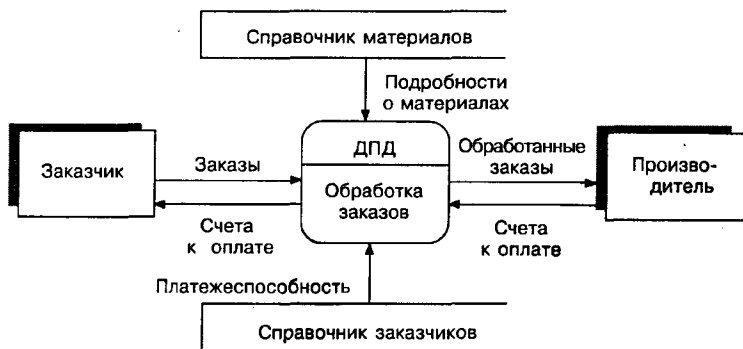 Справочник материалов
Подробности
о материалах
Заказчик
Заказы
Счета
к оплате
ДПД
Обработка
заказов
Обработанные
заказы
Счета
к оплате
Произво-
дитель
Платежеспособность
Справочник заказчиков